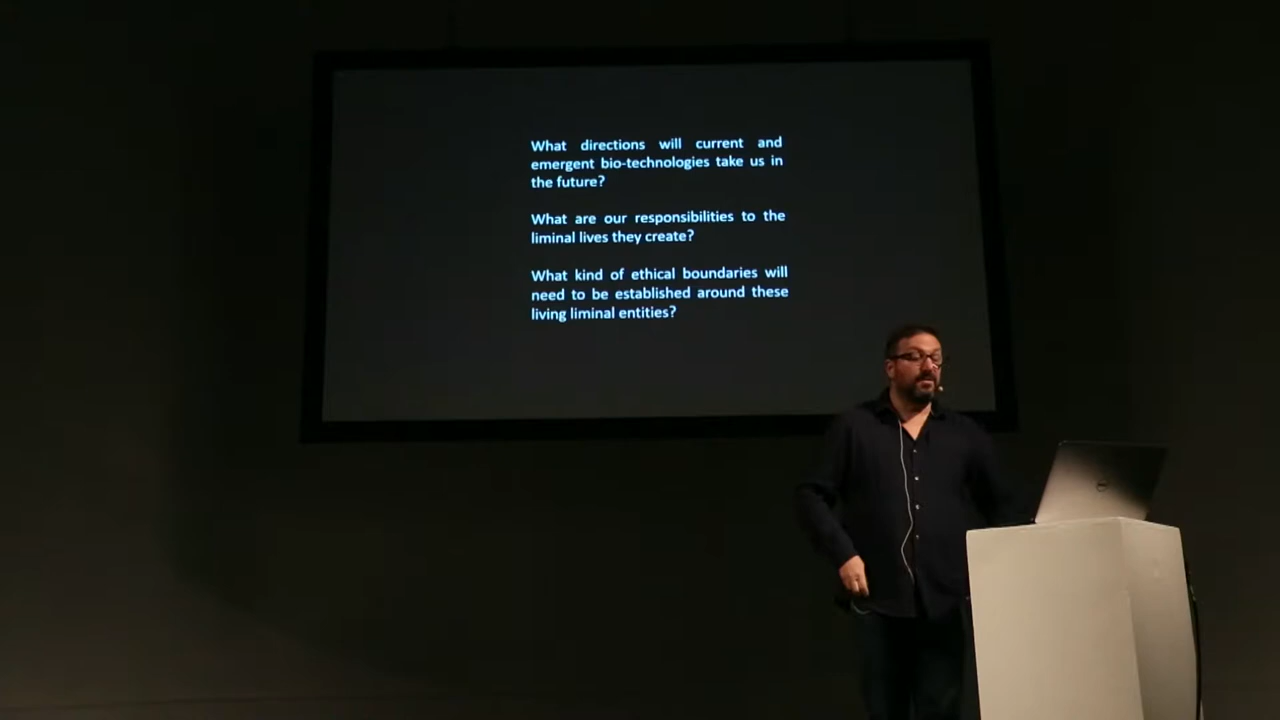 What directions will current and
emergent bio-technologies take us in
the future?
What are our responsibilities to the
liminal lives they create?
What kind of ethical boundaries will
need to be established around these
living liminal entities?